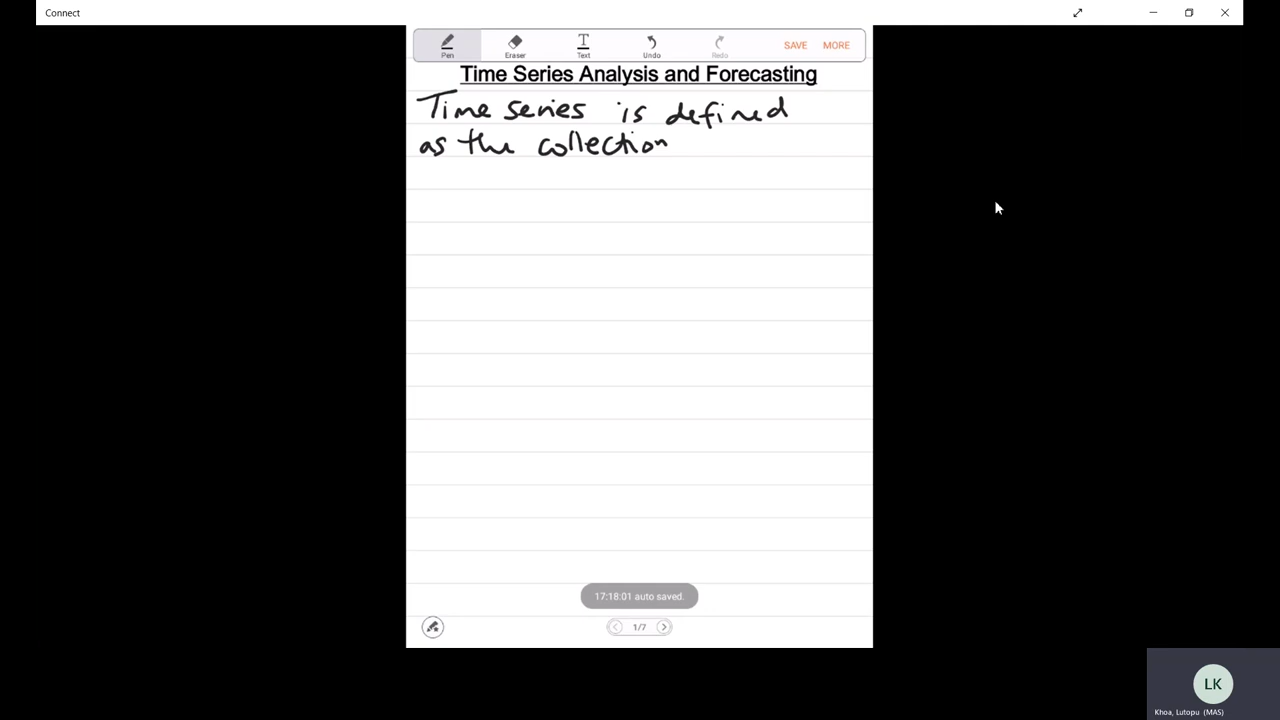 Connect
Pen
Eraser
Text
Undo
Redo
SAVE
MORE
Time Series Analysis and Forecasting
Time series is defined
as the collection
17:18:01 auto saved.
1/7
LK
Khoa, Lutopu (MAS)